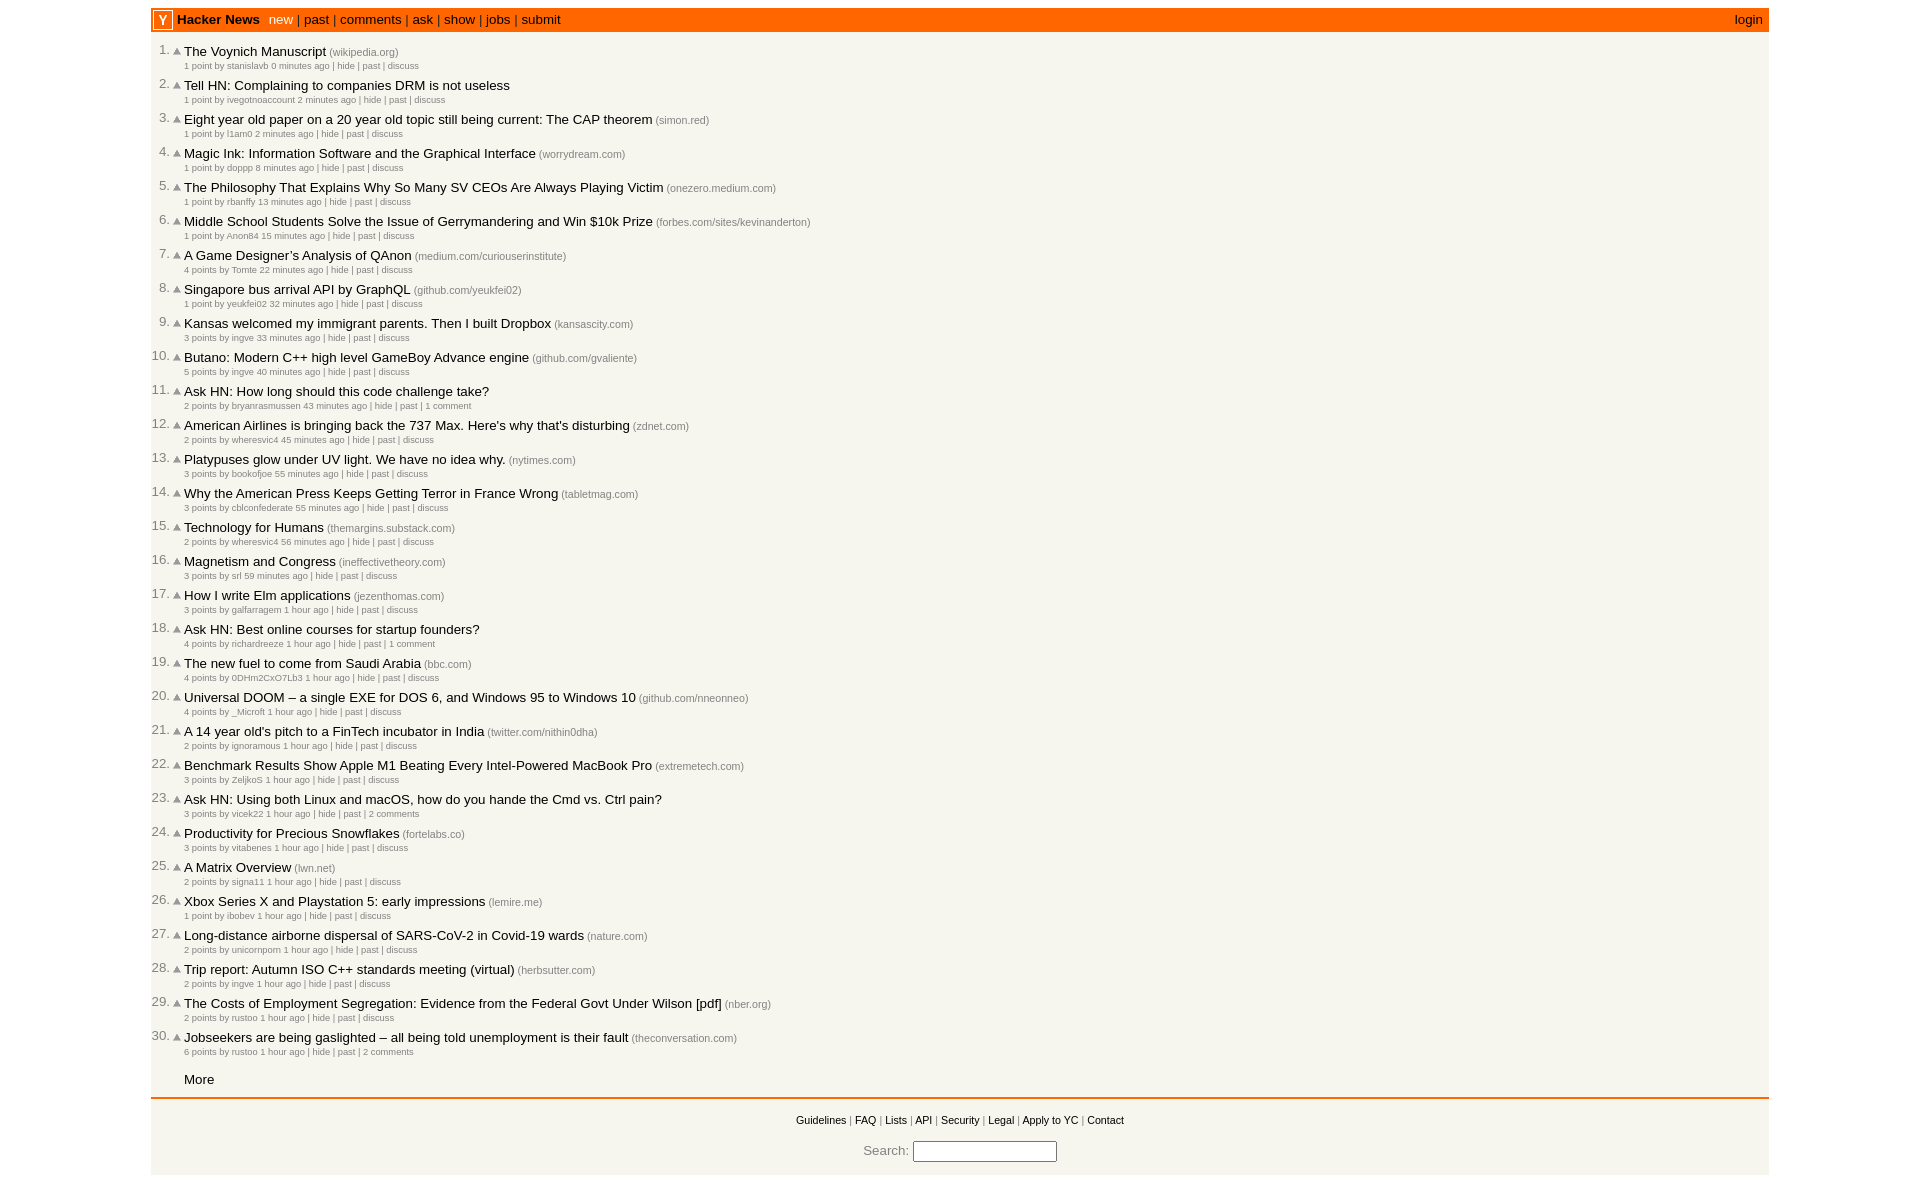 Y Hacker News new | past | comments | ask | show | jobs | submit login
1. The Voynich Manuscript (wikipedia.org)
1 point by stanislavb 0 minutes ago | hide | past | discuss
2. Tell HN: Complaining to companies DRM is not useless
1 point by ivegotnoaccount 2 minutes ago | hide | past | discuss
3. Eight year old paper on a 20 year old topic still being current: The CAP theorem (simon.red)
1 point by l1am0 2 minutes ago | hide | past | discuss
4. Magic Ink: Information Software and the Graphical Interface (worrydream.com)
1 point by doppp 8 minutes ago | hide | past | discuss
5. The Philosophy That Explains Why So Many SV CEOs Are Always Playing Victim (onezero.medium.com)
1 point by rbanffy 13 minutes ago | hide | past | discuss
6. Middle School Students Solve the Issue of Gerrymandering and Win $10k Prize (forbes.com/sites/kevinanderton)
1 point by Anon84 15 minutes ago | hide | past | discuss
7. A Game Designer’s Analysis of QAnon (medium.com/curiouserinstitute)
4 points by Tomte 22 minutes ago | hide | past | discuss
8. Singapore bus arrival API by GraphQL (github.com/yeukfei02)
1 point by yeukfei02 32 minutes ago | hide | past | discuss
9. Kansas welcomed my immigrant parents. Then I built Dropbox (kansascity.com)
3 points by ingve 33 minutes ago | hide | past | discuss
10. Butano: Modern C++ high level GameBoy Advance engine (github.com/gvaliente)
5 points by ingve 40 minutes ago | hide | past | discuss
11. Ask HN: How long should this code challenge take?
2 points by bryanrasmussen 43 minutes ago | hide | past | 1 comment
12. American Airlines is bringing back the 737 Max. Here's why that's disturbing (zdnet.com)
2 points by wheresvic4 45 minutes ago | hide | past | discuss
13. Platypuses glow under UV light. We have no idea why. (nytimes.com)
3 points by bookofjoe 55 minutes ago | hide | past | discuss
14. Why the American Press Keeps Getting Terror in France Wrong (tabletmag.com)
3 points by cblconfederate 55 minutes ago | hide | past | discuss
15. Technology for Humans (themargins.substack.com)
2 points by wheresvic4 56 minutes ago | hide | past | discuss
16. Magnetism and Congress (ineffectivetheory.com)
3 points by srl 59 minutes ago | hide | past | discuss
17. How I write Elm applications (jezenthomas.com)
3 points by galfarragem 1 hour ago | hide | past | discuss
18. Ask HN: Best online courses for startup founders?
4 points by richardreeze 1 hour ago | hide | past | 1 comment
19. The new fuel to come from Saudi Arabia (bbc.com)
4 points by 0DHm2CxO7Lb3 1 hour ago | hide | past | discuss
20. Universal DOOM – a single EXE for DOS 6, and Windows 95 to Windows 10 (github.com/nneonneo)
4 points by _Microft 1 hour ago | hide | past | discuss
21. A 14 year old's pitch to a FinTech incubator in India (twitter.com/nithin0dha)
2 points by ignoramous 1 hour ago | hide | past | discuss
22. Benchmark Results Show Apple M1 Beating Every Intel-Powered MacBook Pro (extremetech.com)
3 points by ZeljkoS 1 hour ago | hide | past | discuss
23. Ask HN: Using both Linux and macOS, how do you hande the Cmd vs. Ctrl pain?
3 points by vicek22 1 hour ago | hide | past | 2 comments
24. Productivity for Precious Snowflakes (fortelabs.co)
3 points by vitabenes 1 hour ago | hide | past | discuss
25. A Matrix Overview (lwn.net)
2 points by signa11 1 hour ago | hide | past | discuss
26. Xbox Series X and Playstation 5: early impressions (lemire.me)
1 point by ibobev 1 hour ago | hide | past | discuss
27. Long-distance airborne dispersal of SARS-CoV-2 in Covid-19 wards (nature.com)
2 points by unicornporn 1 hour ago | hide | past | discuss
28. Trip report: Autumn ISO C++ standards meeting (virtual) (herbsutter.com)
2 points by ingve 1 hour ago | hide | past | discuss
29. The Costs of Employment Segregation: Evidence from the Federal Govt Under Wilson [pdf] (nber.org)
2 points by rustoo 1 hour ago | hide | past | discuss
30. Jobseekers are being gaslighted – all being told unemployment is their fault (theconversation.com)
6 points by rustoo 1 hour ago | hide | past | 2 comments
More
Guidelines | FAQ | Lists | API | Security | Legal | Apply to YC | Contact
Search: